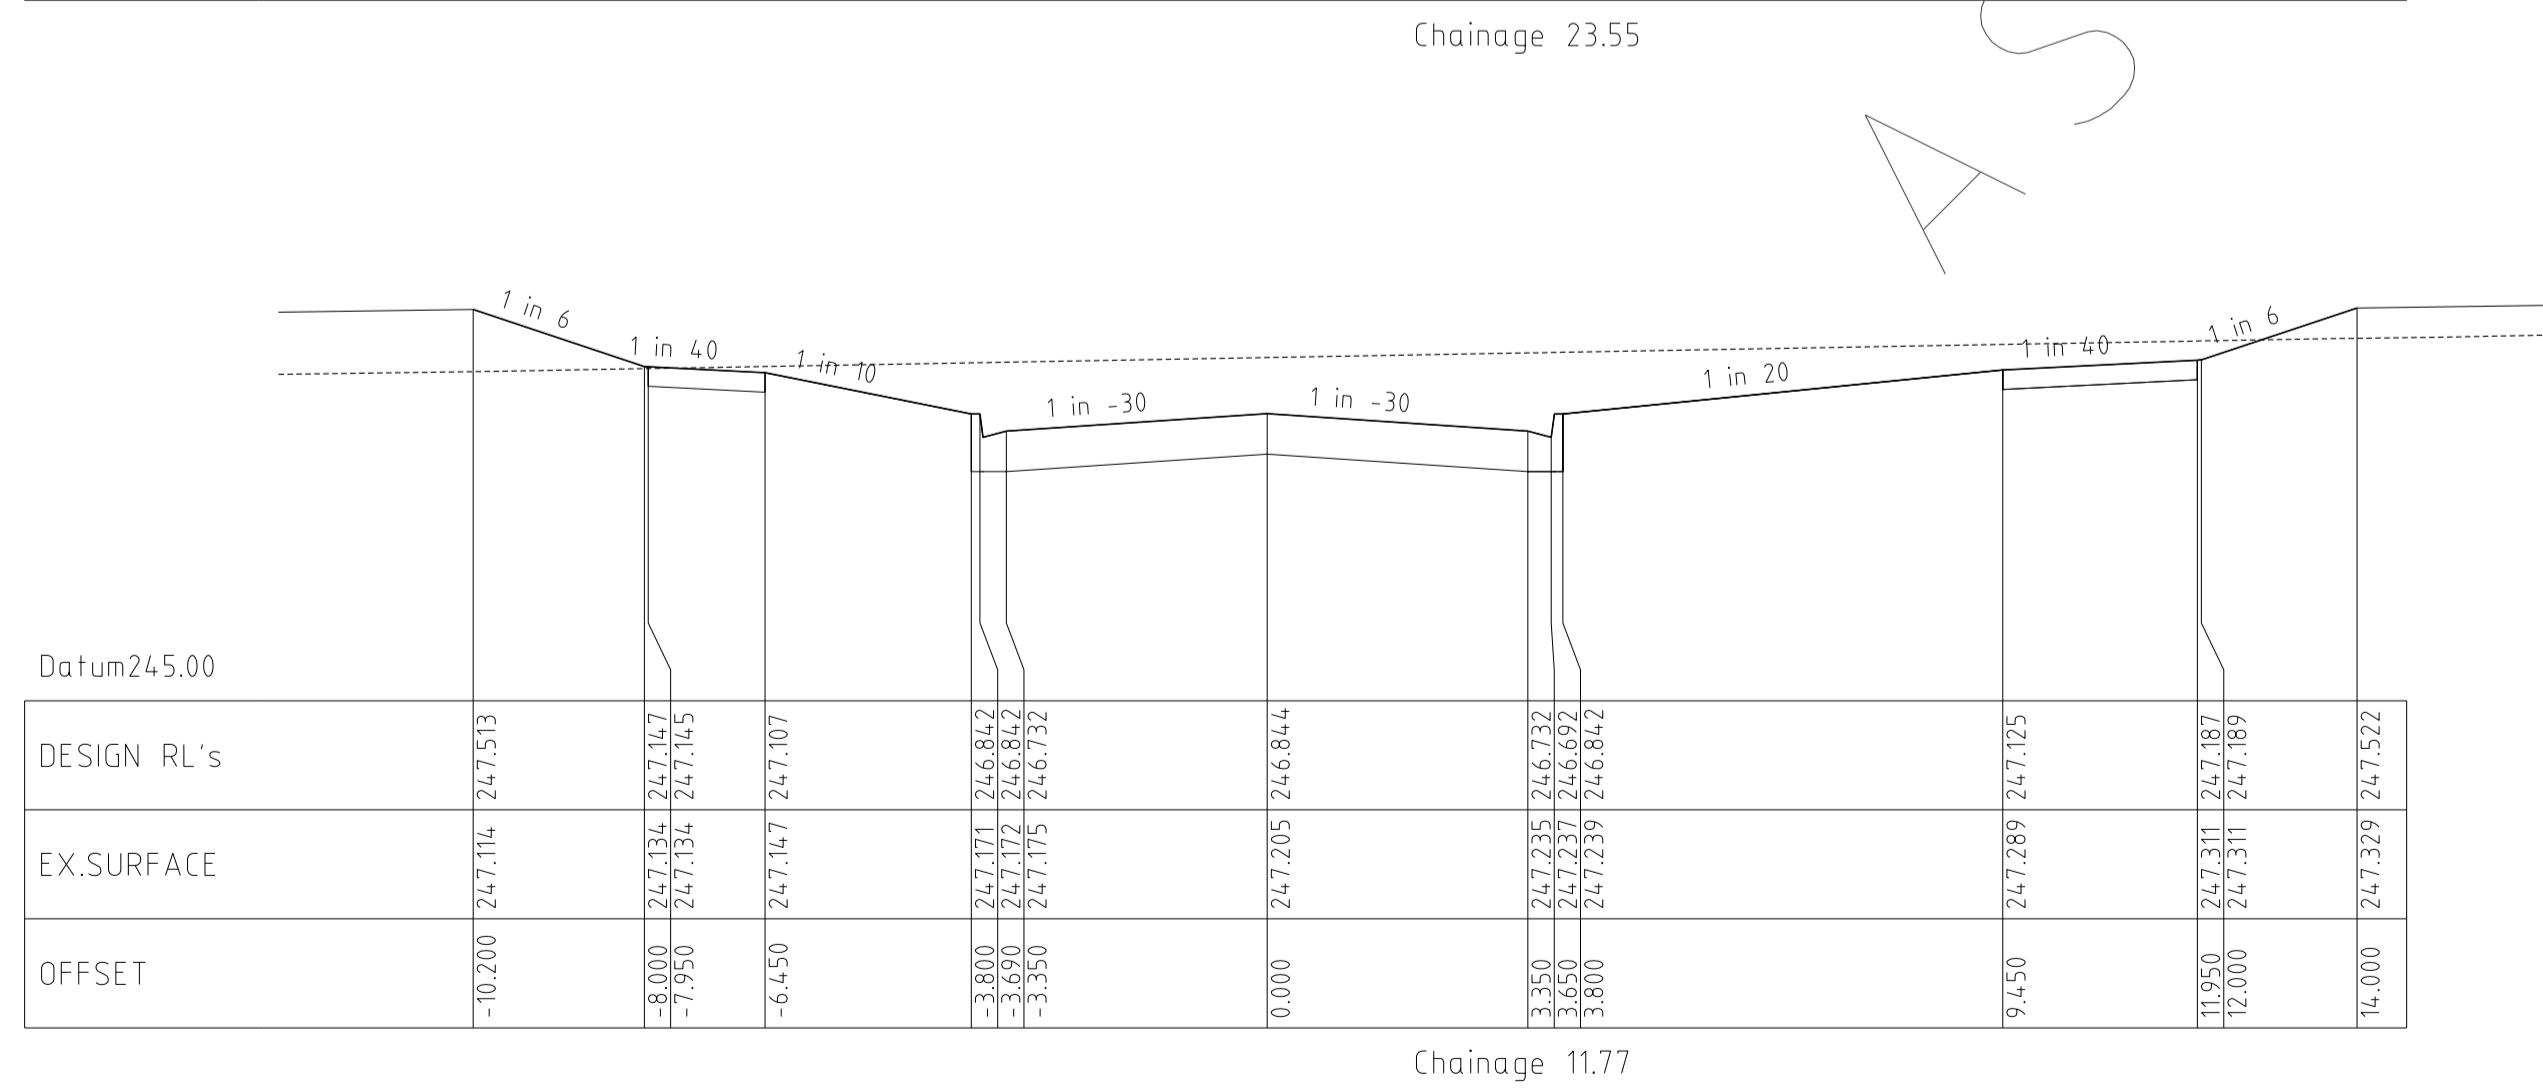 Chainage 23.55
A S
1 in 6
1 in 40
1 in 10
1 in -30
1 in -30
1 in 20
1 in 40
1 in 6
Datum245.00
DESIGN RL's 247.513 247.147 247.145 247.107 246.842 246.842 246.732 246.844 246.732 246.692 246.842 247.125 247.187 247.189 247.522
EX.SURFACE 247.114 247.134 247.134 247.147 247.171 247.172 247.175 247.205 247.235 247.237 247.239 247.289 247.311 247.311 247.329
OFFSET -10.200 -8.000 -7.950 -6.450 -3.800 -3.690 -3.350 0.000 3.350 3.650 3.800 9.450 11.950 12.000 14.000
Chainage 11.77